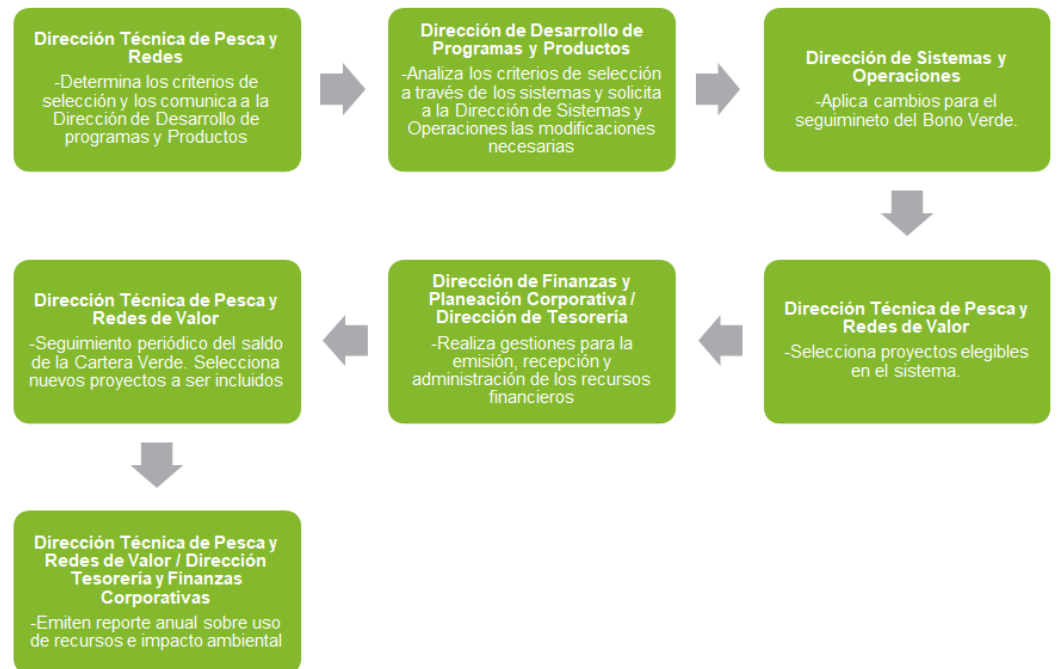 Dirección Técnica de Pesca y
Redes
-Determina los criterios de
selección y los comunica a la
Dirección de Desarrollo de
programas y Productos
Dirección de Desarrollo de
Programas y Productos
-Analiza los criterios de selección
a través de los sistemas y solicita
a la Dirección de Sistemas y
Operaciones las modificaciones
necesarias
Dirección de Sistemas y
Operaciones
-Aplica cambios para el
seguimineto del Bono Verde.
Dirección Técnica de Pesca y
Redes de Valor
-Selecciona proyectos elegibles
en el sistema.
Dirección de Finanzas y
Planeación Corporativa /
Dirección de Tesorería
-Realiza gestiones para la
emisión, recepción y
administración de los recursos
financieros
Dirección Técnica de Pesca y
Redes de Valor
-Seguimiento periódico del saldo
de la Cartera Verde. Selecciona
nuevos proyectos a ser incluidos
Dirección Técnica de Pesca y
Redes de Valor / Dirección
Tesorería y Finanzas
Corporativas
-Emiten reporte anual sobre uso
de recursos e impacto ambiental